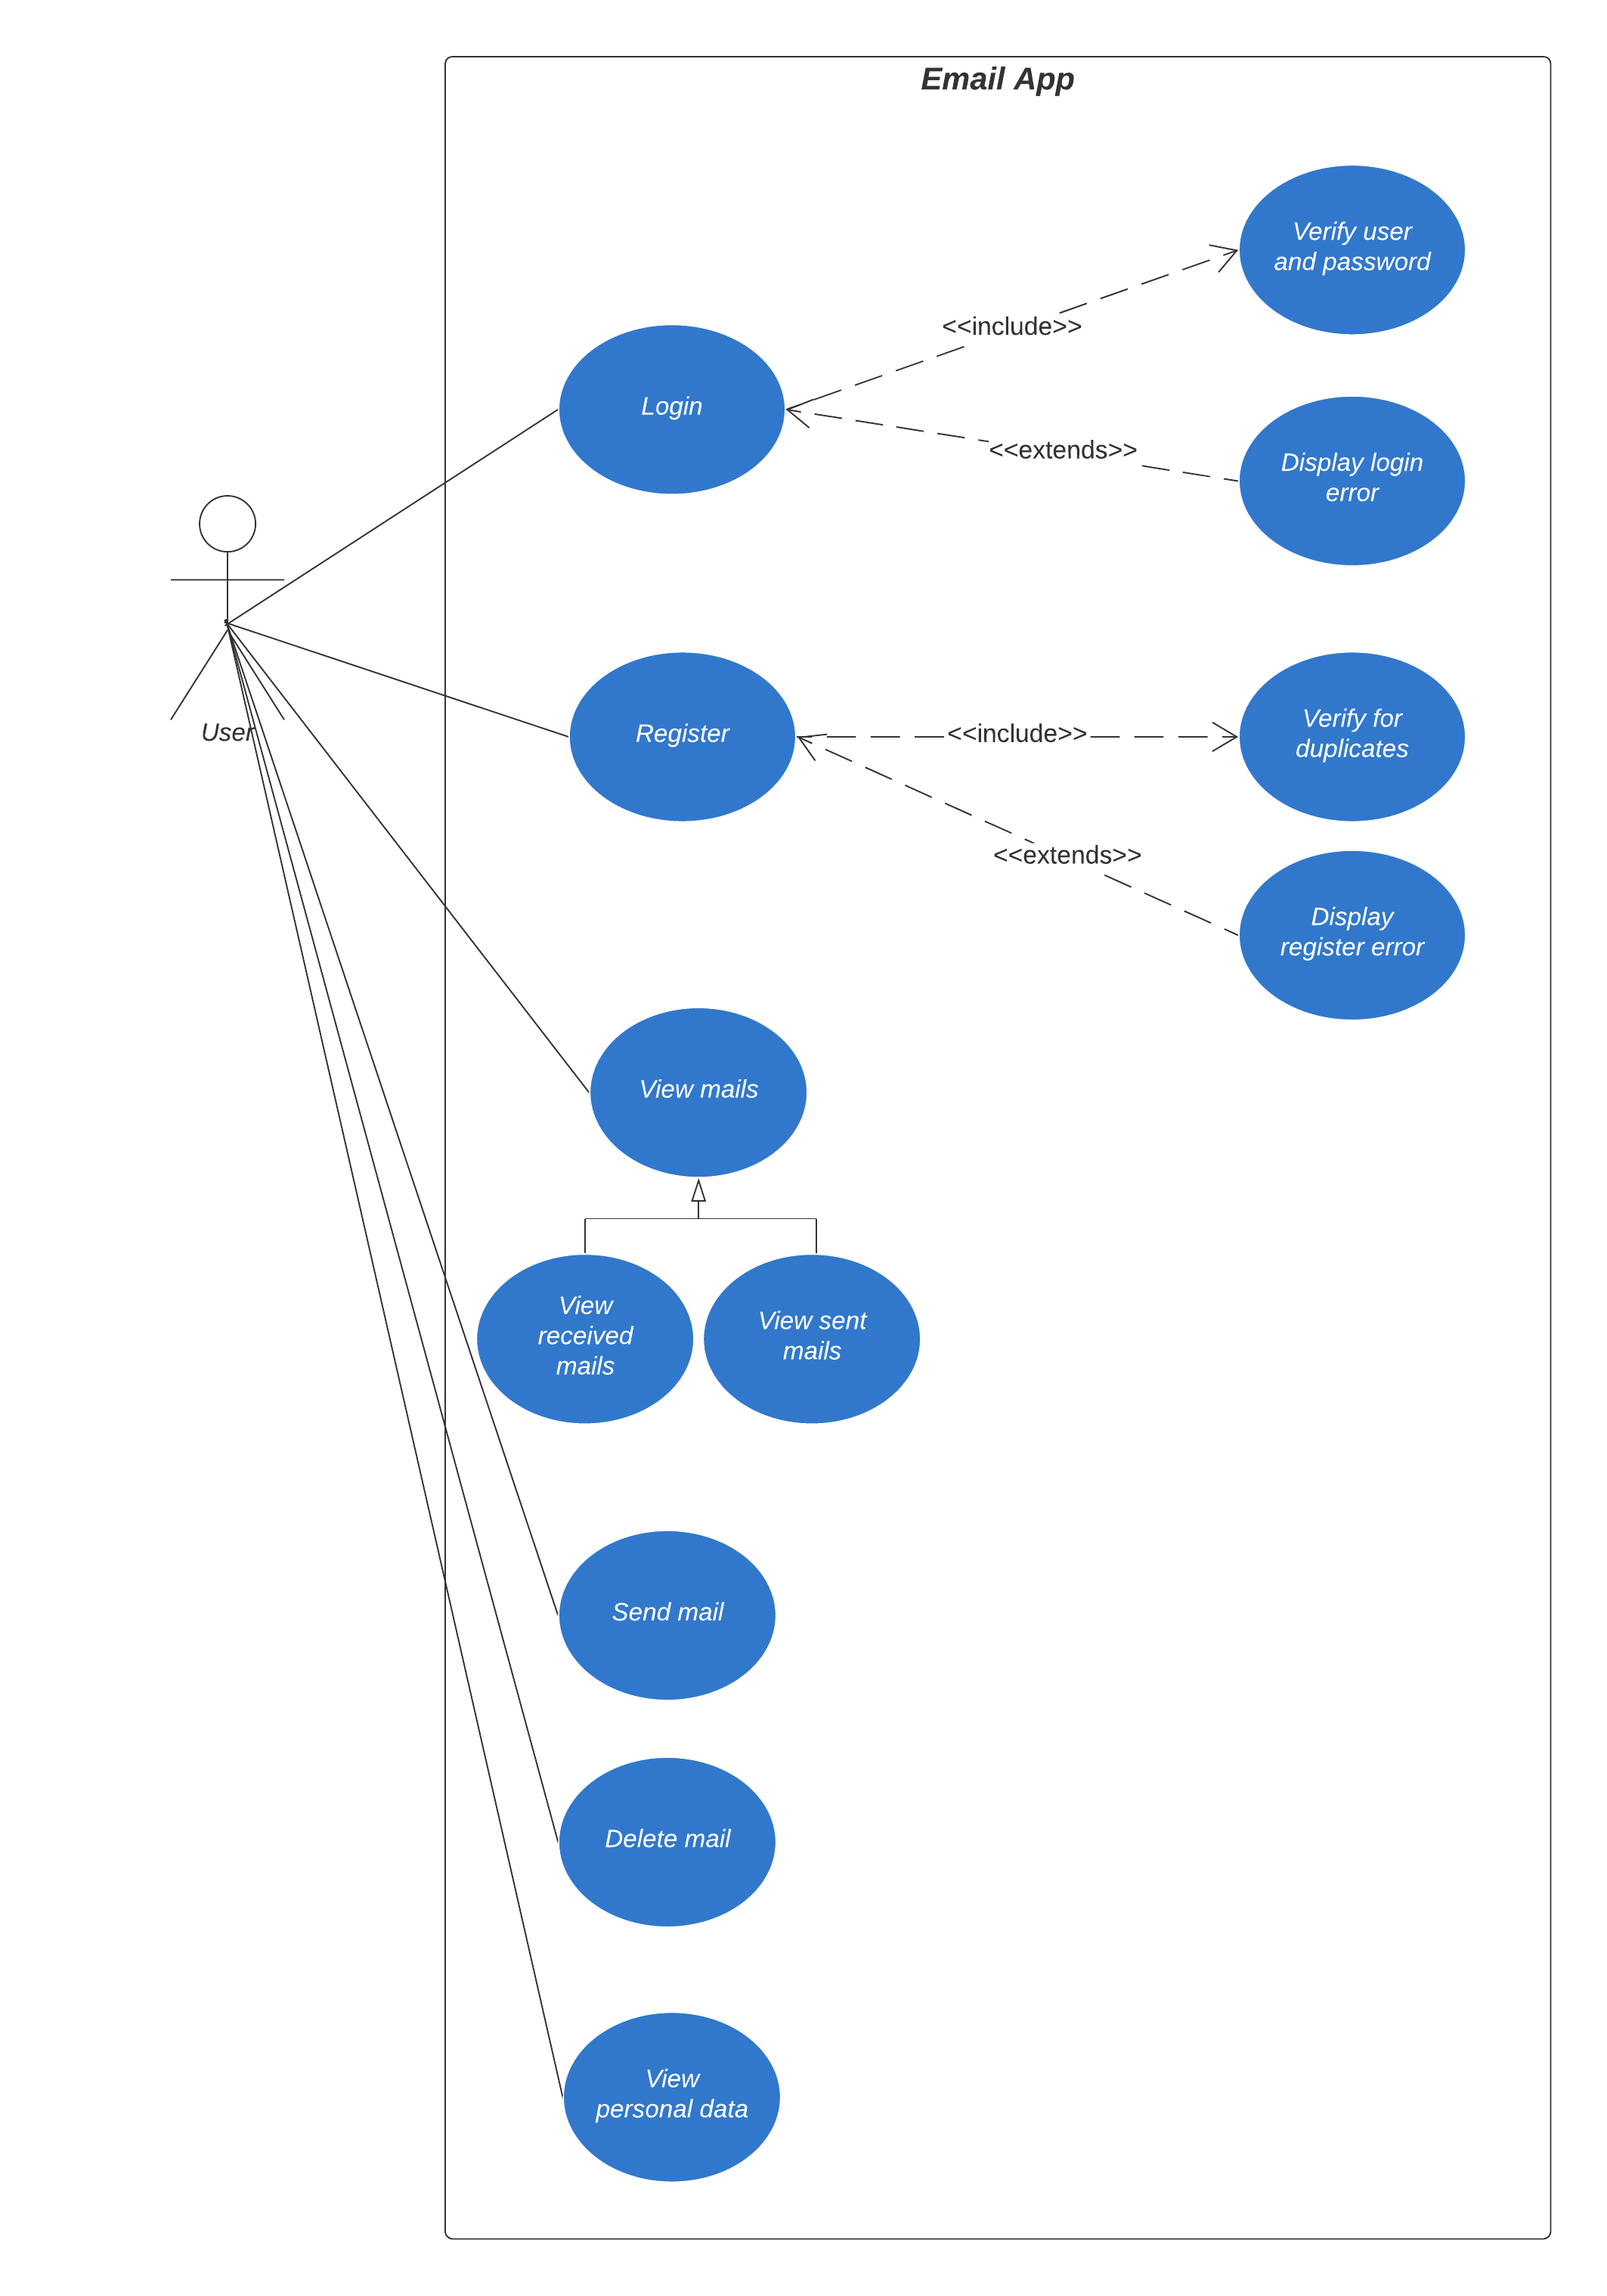 Email App
Verify user
and password
<<include>>
Login
<<extends>>
Display login
error
User
Register
<<include>>
Verify for
duplicates
<<extends>>
Display
register error
View mails
View
received
mails
View sent
mails
Send mail
Delete mail
View
personal data